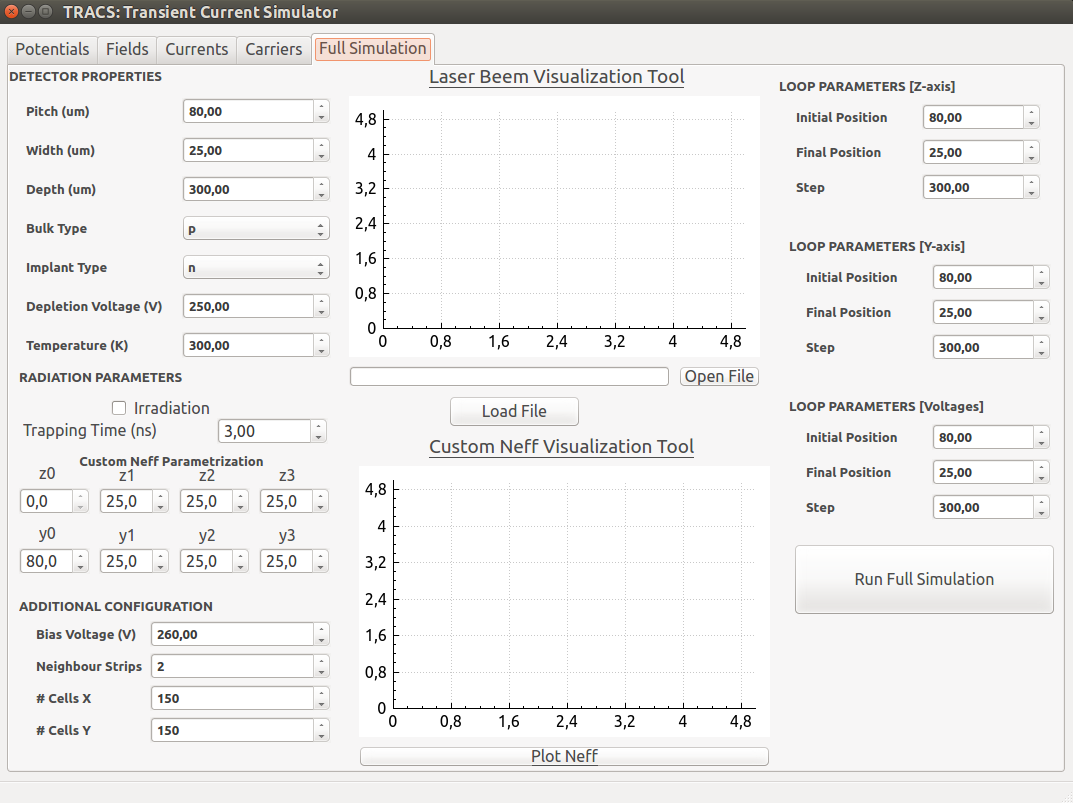 TRACS: Transient Current Simulator
Potentials Fields Currents Carriers Full Simulation
DETECTOR PROPERTIES
Pitch (um) 80,00
Width (um) 25,00
Depth (um) 300,00
Bulk Type p
Implant Type n
Depletion Voltage (V) 250,00
Temperature (K) 300,00
RADIATION PARAMETERS
Irradiation
Trapping Time (ns) 3,00
Custom Neff Parametrization
z0 z1 z2 z3
0,0 25,0 25,0 25,0
y0 y1 y2 y3
80,0 25,0 25,0 25,0
ADDITIONAL CONFIGURATION
Bias Voltage (V) 260,00
Neighbour Strips 2
# Cells X 150
# Cells Y 150
Laser Beem Visualization Tool
4,8
4
3,2
2,4
1,6
0,8
0
0 0,8 1,6 2,4 3,2 4 4,8
Open File
Load File
Custom Neff Visualization Tool
4,8
4
3,2
2,4
1,6
0,8
0
0 0,8 1,6 2,4 3,2 4 4,8
Plot Neff
LOOP PARAMETERS [Z-axis]
Initial Position 80,00
Final Position 25,00
Step 300,00
LOOP PARAMETERS [Y-axis]
Initial Position 80,00
Final Position 25,00
Step 300,00
LOOP PARAMETERS [Voltages]
Initial Position 80,00
Final Position 25,00
Step 300,00
Run Full Simulation